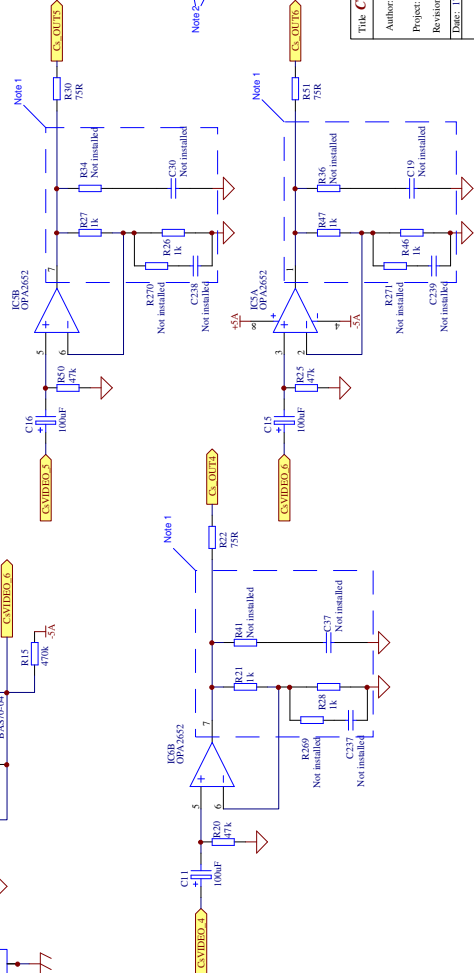 Note 2
Cs_OUT5
Cs_OUT6
Title C
Author:
Project:
Revision
Date: 1
R30
75R
R51
75R
Note 1
Note 1
R34
Not installed
C30
Not installed
R36
Not installed
C19
Not installed
R27
1k
R26
1k
R47
1k
R46
1k
R270
Not installed
C238
Not installed
R271
Not installed
C239
Not installed
7
IC5B
OPA2652
5
6
+
−
1
IC5A
OPA2652
+5A
8
+
3
2
+
−
-
4
-5A
R50
47k
R25
47k
C16
+
100uF
C15
+
100uF
CsVIDEO_5
CsVIDEO_6
Cs_OUT4
R22
75R
Note 1
CsVIDEO_6
R15
470k
-5A
R41
Not installed
C37
Not installed
R21
1k
R28
1k
R269
Not installed
C237
Not installed
7
IC6B
OPA2652
5
6
+
−
R20
47k
C11
+
100uF
CsVIDEO_4